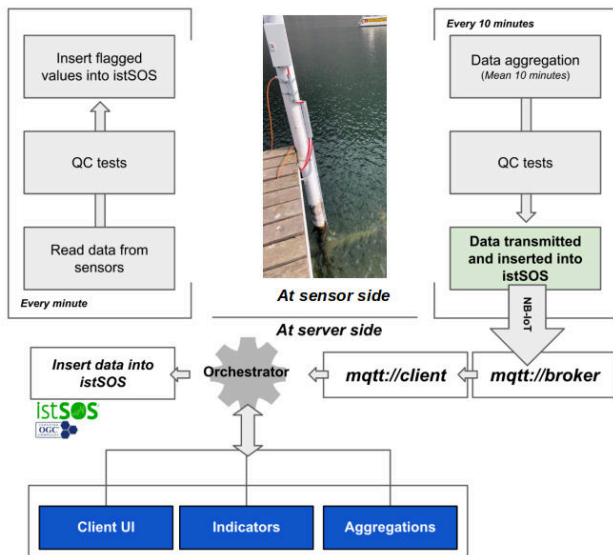 Every 10 minutes
Insert flagged
values into istSOS
QC tests
Read data from
sensors
Every minute
Data aggregation
(Mean 10 minutes)
QC tests
Data transmitted
and inserted into
istSOS
NB-IoT
At sensor side
At server side
Insert data into
istSOS
Orchestrator
mqtt://client
mqtt://broker
istSOS
OGC
Client UI
Indicators
Aggregations